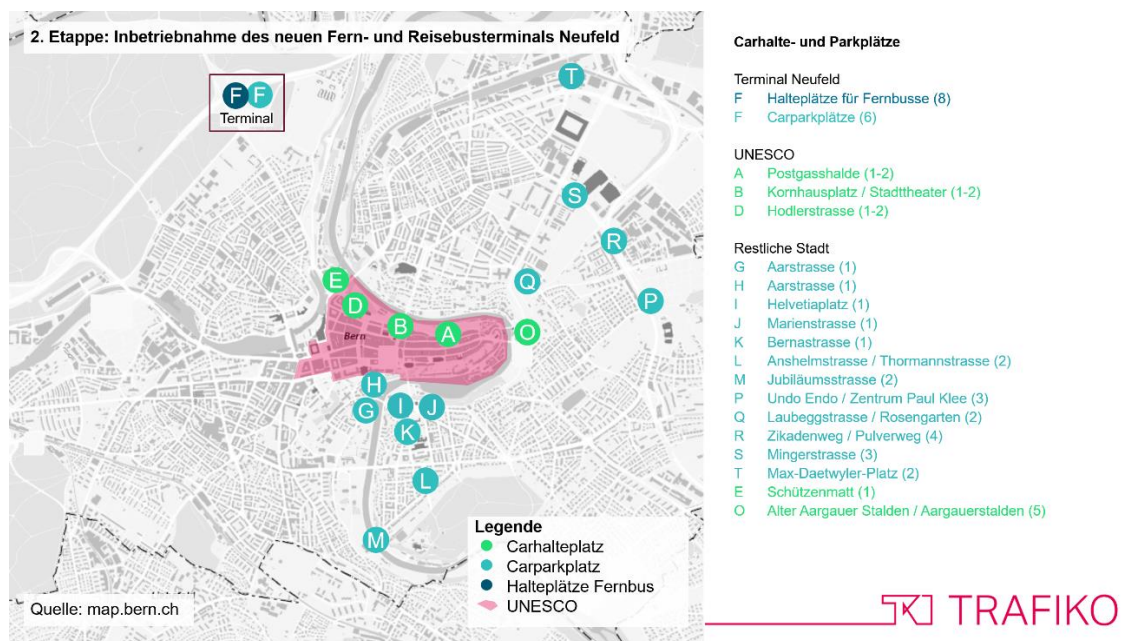 2. Etappe: Inbetriebnahme des neuen Fern- und Reisebusterminals Neufeld
F F
Terminal
T
S
R
Q
P
E
D
B
A
O
Bern
H
G
I
J
K
L
M
Legende
Carhalteplatz
Carparkplatz
Halteplätze Fernbus
UNESCO
Quelle: map.bern.ch
Carhalte- und Parkplätze
Terminal Neufeld
F Halteplätze für Fernbusse (8)
F Carparkplätze (6)
UNESCO
A Postgasshalde (1-2)
B Kornhausplatz / Stadttheater (1-2)
D Hodlerstrasse (1-2)
Restliche Stadt
G Aarstrasse (1)
H Aarstrasse (1)
I Helvetiaplatz (1)
J Marienstrasse (1)
K Bernastrasse (1)
L Anshelmstrasse / Thormannstrasse (2)
M Jubiläumsstrasse (2)
P Undo Endo / Zentrum Paul Klee (3)
Q Laubeggstrasse / Rosengarten (2)
R Zikadenweg / Pulverweg (4)
S Mingerstrasse (3)
T Max-Daetwyler-Platz (2)
E Schützenmatt (1)
O Alter Aargauer Stalden / Aargauerstalden (5)
TRAFIKO